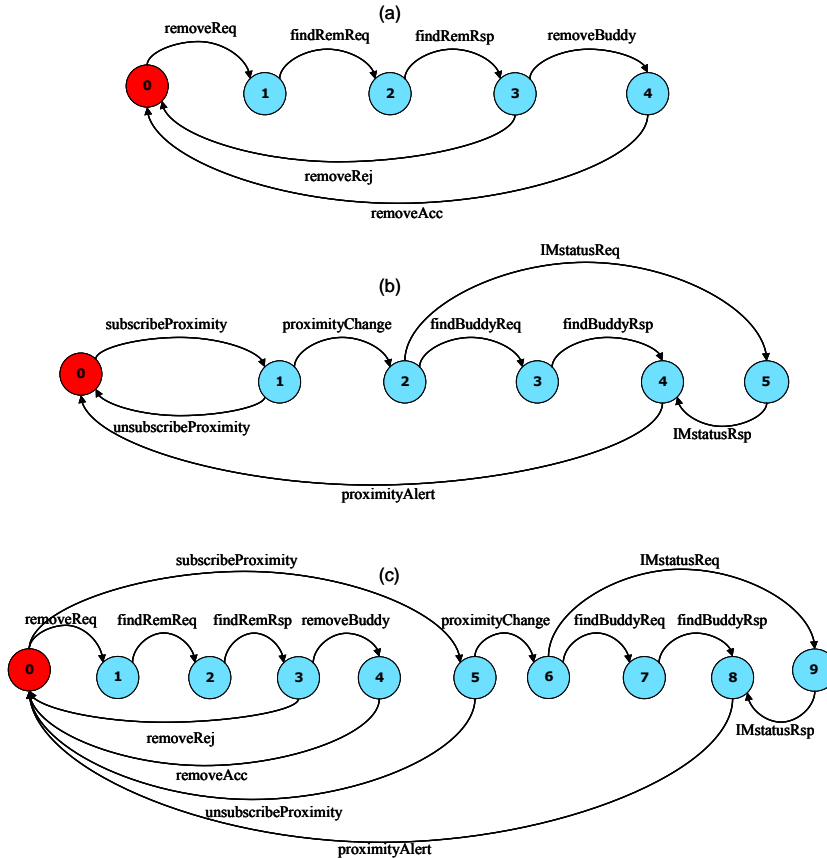 (a)
removeReq
findRemReq
findRemRsp
removeBuddy
0
1
2
3
4
removeRej
removeAcc
IMstatusReq
(b)
subscribeProximity
proximityChange
findBuddyReq
findBuddyRsp
0
1
2
3
4
5
unsubscribeProximity
IMstatusRsp
proximityAlert
subscribeProximity
IMstatusReq
(c)
removeReq
findRemReq
findRemRsp
removeBuddy
proximityChange
findBuddyReq
findBuddyRsp
0
1
2
3
4
5
6
7
8
9
removeRej
IMstatusRsp
removeAcc
unsubscribeProximity
proximityAlert